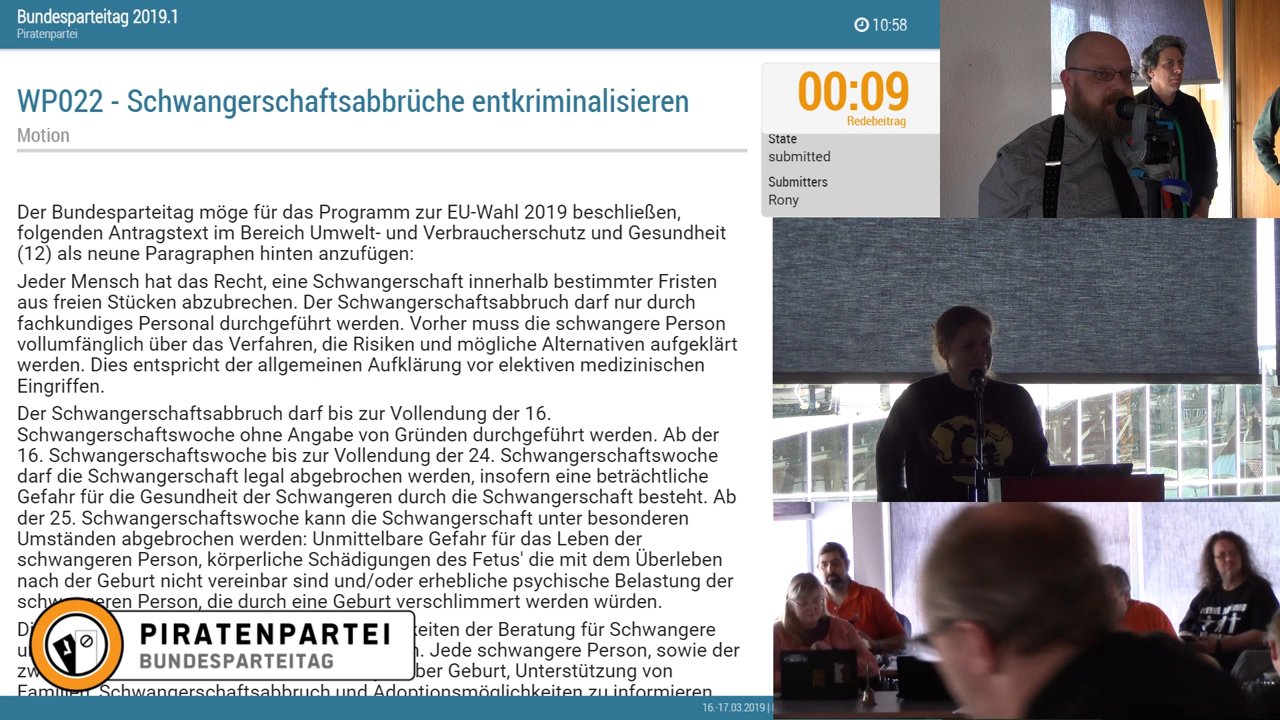 Bundesparteitag 2019.1
Piratenpartei
10:58
WP022 - Schwangerschaftsabbrüche entkriminalisieren
Motion
00:09
Redebeitrag
State
submitted
Submitters
Rony
Der Bundesparteitag möge für das Programm zur EU-Wahl 2019 beschließen,
folgenden Antragstext im Bereich Umwelt- und Verbraucherschutz und Gesundheit
(12) als neune Paragraphen hinten anzufügen:
Jeder Mensch hat das Recht, eine Schwangerschaft innerhalb bestimmter Fristen
aus freien Stücken abzubrechen. Der Schwangerschaftsabbruch darf nur durch
fachkundiges Personal durchgeführt werden. Vorher muss die schwangere Person
vollumfänglich über das Verfahren, die Risiken und mögliche Alternativen aufgeklärt
werden. Dies entspricht der allgemeinen Aufklärung vor elektiven medizinischen
Eingriffen.
Der Schwangerschaftsabbruch darf bis zur Vollendung der 16.
Schwangerschaftswoche ohne Angabe von Gründen durchgeführt werden. Ab der
16. Schwangerschaftswoche bis zur Vollendung der 24. Schwangerschaftswoche
darf die Schwangerschaft legal abgebrochen werden, insofern eine beträchtliche
Gefahr für die Gesundheit der Schwangeren durch die Schwangerschaft besteht. Ab
der 25. Schwangerschaftswoche kann die Schwangerschaft unter besonderen
Umständen abgebrochen werden: Unmittelbare Gefahr für das Leben der
schwangeren Person, körperliche Schädigungen des Fetus' die mit dem Überleben
nach der Geburt nicht vereinbar sind und/oder erhebliche psychische Belastung der
schwangeren Person, die durch eine Geburt verschlimmert werden würden.
keiten der Beratung für Schwangere
Jede schwangere Person, sowie der
ber Geburt, Unterstützung von
Familien, Schwangerschaftsabbruch und Adoptionsmöglichkeiten zu informieren
PIRATENPARTEI
BUNDESPARTEITAG
16.-17.03.2019 |